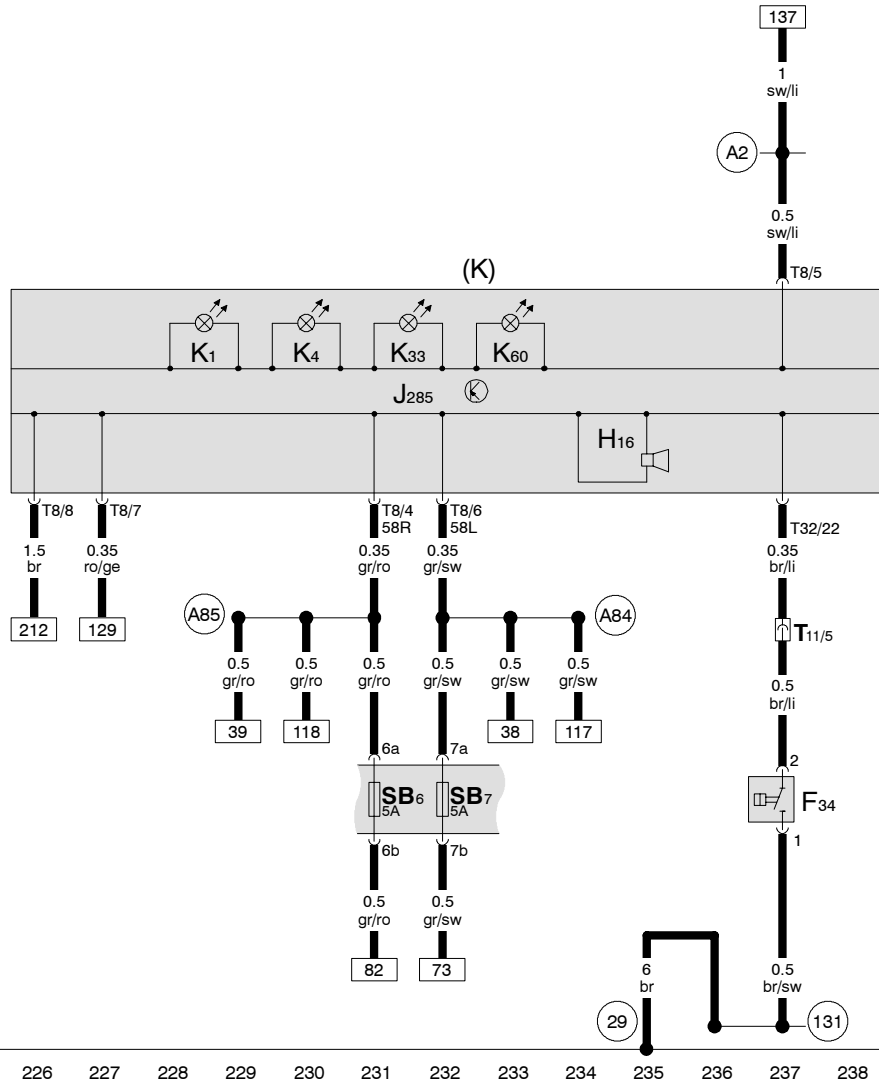 137
1
sw/li
A2
0.5
sw/li
(K)
T8/5
K1 K4 K33 K60
J285
H16
T8/8 T8/7 T8/4 58R T8/6 58L T32/22
1.5 br 0.35 ro/ge 0.35 gr/ro 0.35 gr/sw 0.35 br/li
212 129 A85 A84 T11/5
0.5 gr/ro 0.5 gr/ro 0.5 gr/ro 0.5 gr/sw 0.5 gr/sw 0.5 gr/sw 0.5 br/li
39 118 38 117
6a 7a 2
SB6 5A SB7 5A F34
6b 7b 1
0.5 gr/ro 0.5 gr/sw
82 73 6 br 0.5 br/sw
29 131
226 227 228 229 230 231 232 233 234 235 236 237 238